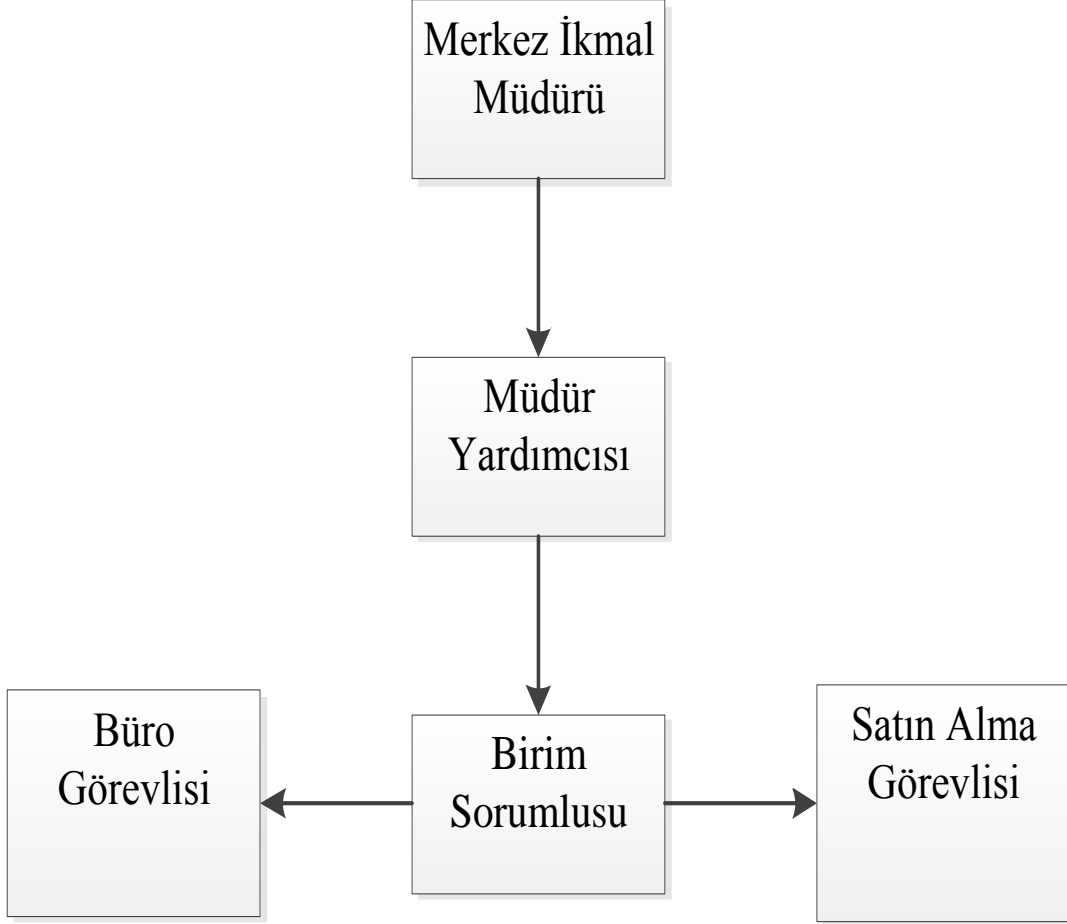 Merkez İkmal
Müdürü
Müdür
Yardımcısı
Büro
Görevlisi
Birim
Sorumlusu
Satın Alma
Görevlisi